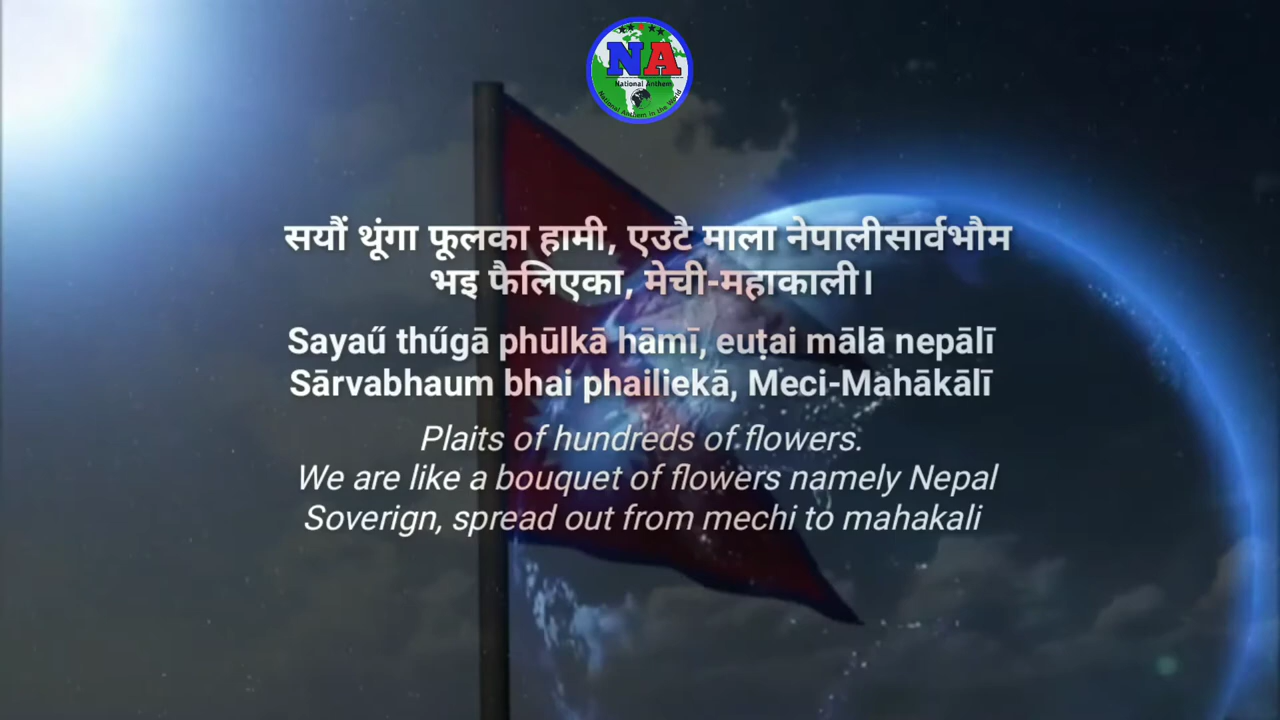 NA
National Anthem
National Anthem in the World
सयौं थूंगा फूलका हामी, एउटै माला नेपालीसार्वभौम
भइ फैलिएका, मेची-महाकाली।
Sayaű thűgā phūlkā hāmī, euṭai mālā nepālī
Sārvabhaum bhai phailiekā, Meci-Mahākālī
Plaits of hundreds of flowers.
We are like a bouquet of flowers namely Nepal
Soverign, spread out from mechi to mahakali